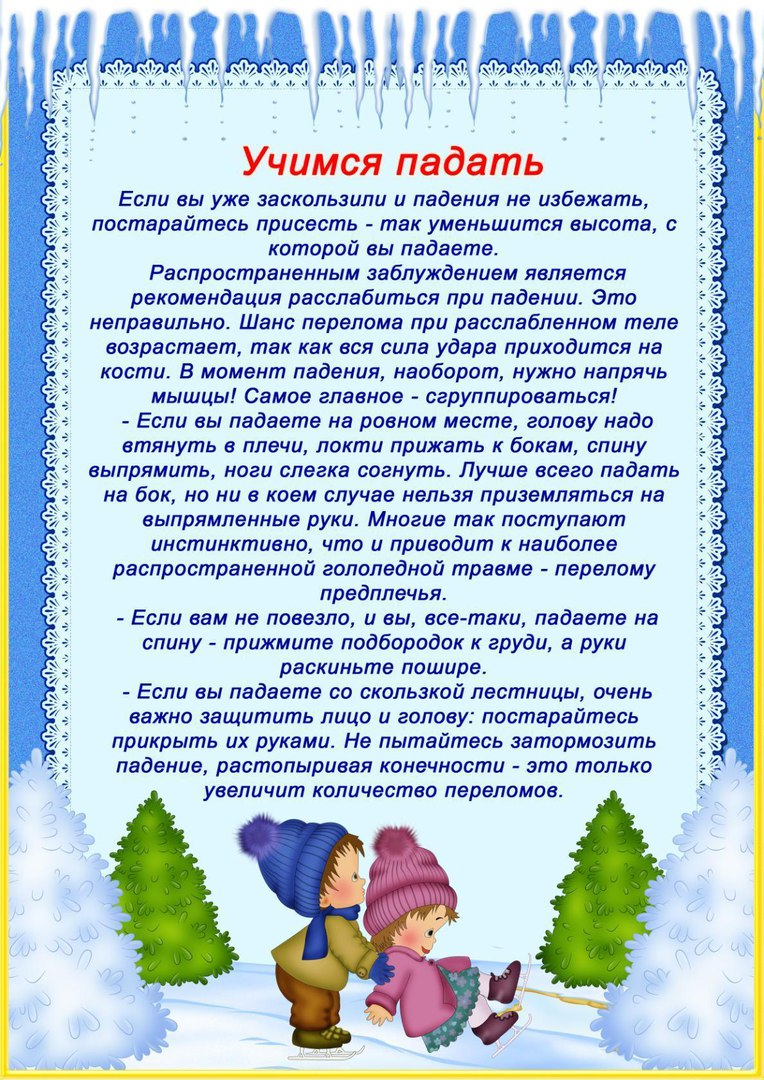 Учимся падать
Если вы уже заскользили и падения не избежать,
постарайтесь присесть - так уменьшится высота, с
которой вы падаете.
Распространенным заблуждением является
рекомендация расслабиться при падении. Это
неправильно. Шанс перелома при расслабленном теле
возрастает, так как вся сила удара приходится на
кости. В момент падения, наоборот, нужно напрячь
мышцы! Самое главное - сгруппироваться!
- Если вы падаете на ровном месте, голову надо
втянуть в плечи, локти прижать к бокам, спину
выпрямить, ноги слегка согнуть. Лучше всего падать
на бок, но ни в коем случае нельзя приземляться на
выпрямленные руки. Многие так поступают
инстинктивно, что и приводит к наиболее
распространенной гололедной травме - перелому
предплечья.
- Если вам не повезло, и вы, все-таки, падаете на
спину - прижмите подбородок к груди, а руки
раскиньте пошире.
- Если вы падаете со скользкой лестницы, очень
важно защитить лицо и голову: постарайтесь
прикрыть их руками. Не пытайтесь затормозить
падение, растопыривая конечности - это только
увеличит количество переломов.